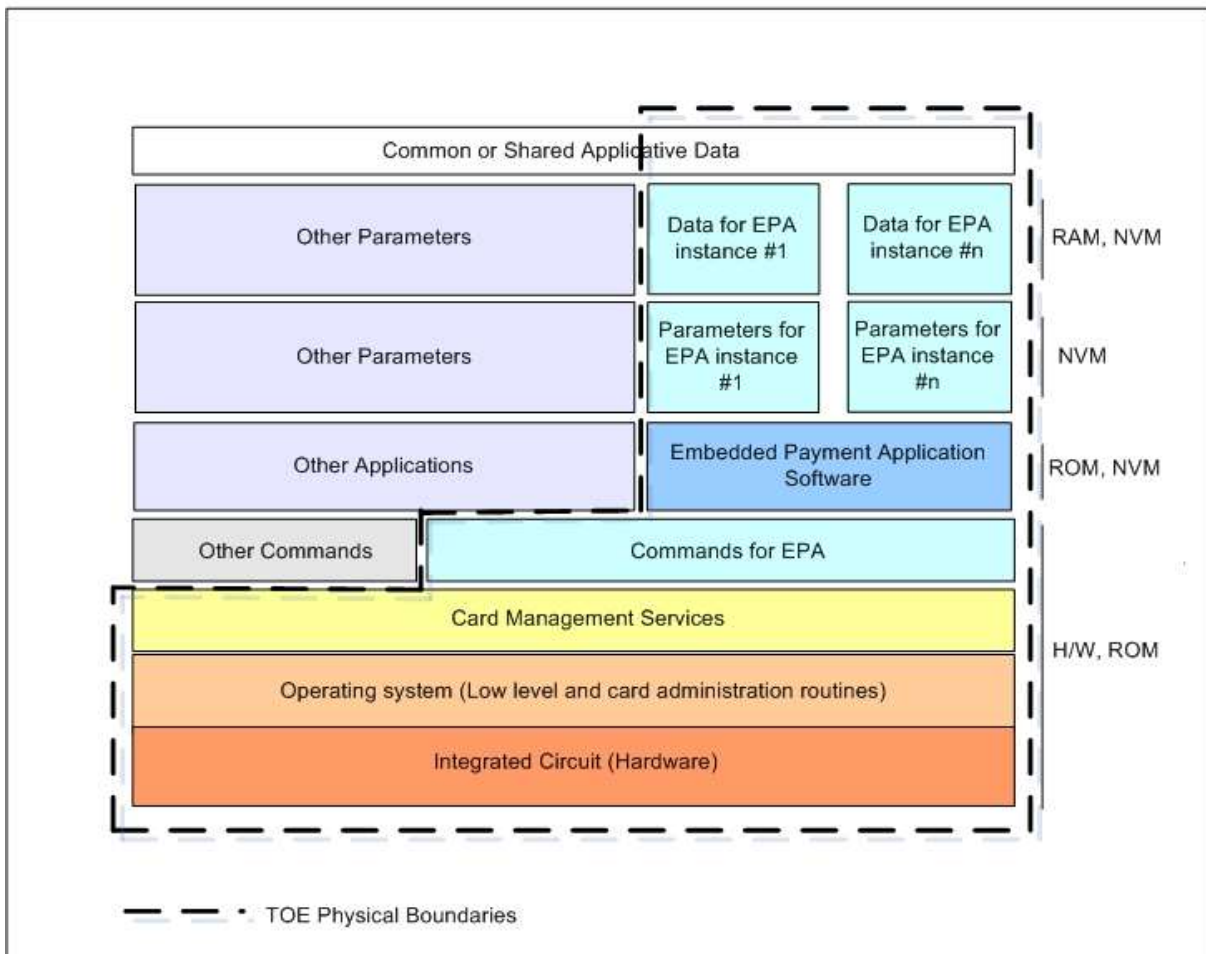 Common or Shared Applicative Data
Other Parameters
Data for EPA
instance #1
Data for EPA
instance #n
RAM, NVM
Other Parameters
Parameters for
EPA instance
#1
Parameters for
EPA instance
#n
NVM
Other Applications
Embedded Payment Application
Software
ROM, NVM
Other Commands
Commands for EPA
Card Management Services
H/W, ROM
Operating system (Low level and card administration routines)
Integrated Circuit (Hardware)
TOE Physical Boundaries